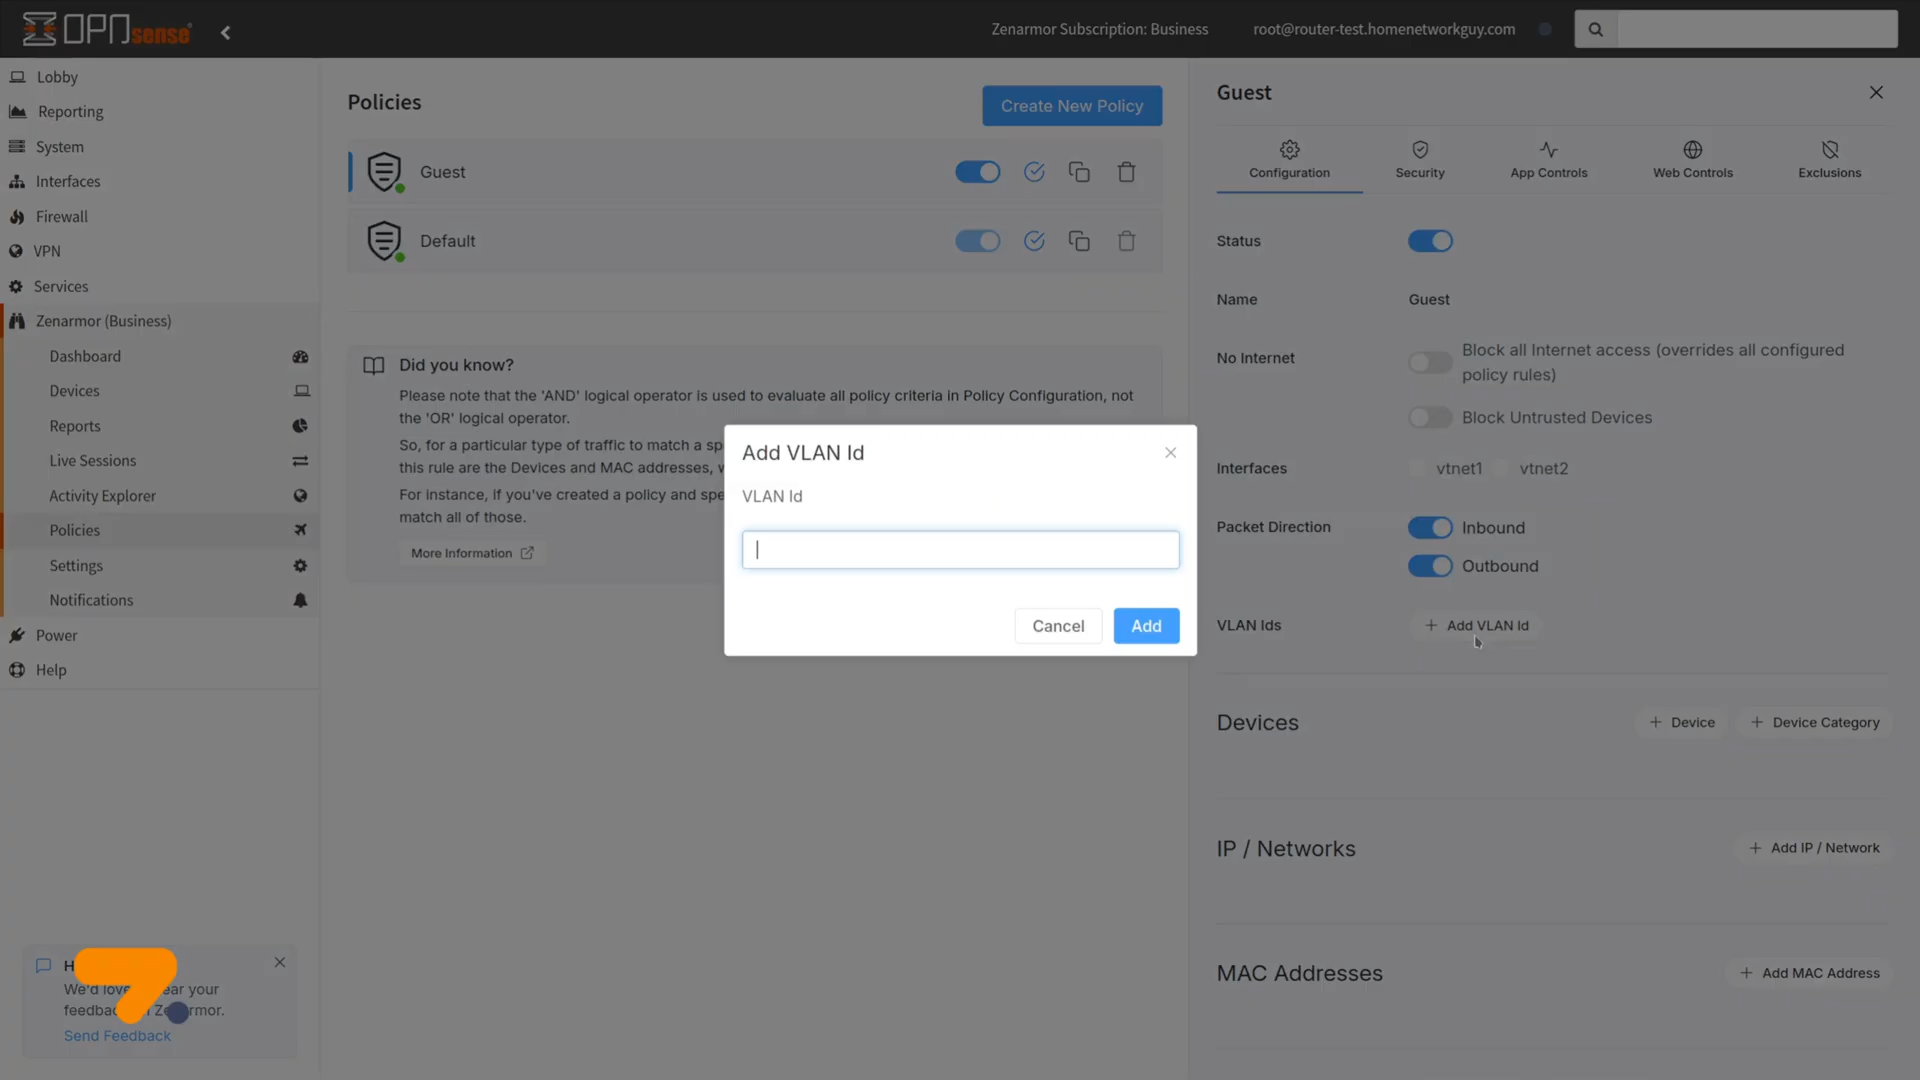 OPNsense
Zenarmor Subscription: Business
root@router-test.homenetworkguy.com
Lobby
Reporting
System
Interfaces
Firewall
VPN
Services
Zenarmor (Business)
Dashboard
Devices
Reports
Live Sessions
Activity Explorer
Policies
Settings
Notifications
Power
Help
We'd
your
Send Feedback
Policies
Create New Policy
Guest
Default
Did you know?
Please note that the 'AND' logical operator is used to evaluate all policy criteria in Policy Configuration, not
the 'OR' logical operator.
So, for a particular type of traffic to match a
this rule are the Devices and MAC addresses,
For instance, if you've created a policy and
match all of those.
More Information
Add VLAN Id
VLAN Id
Cancel
Add
Guest
Configuration
Security
App Controls
Web Controls
Exclusions
Status
Name
Guest
No Internet
Block all Internet access (overrides all configured
policy rules)
Block Untrusted Devices
Interfaces
vtnet1
vtnet2
Packet Direction
Inbound
Outbound
VLAN Ids
+ Add VLAN Id
Devices
+ Device
+ Device Category
IP / Networks
+ Add IP / Network
MAC Addresses
+ Add MAC Address